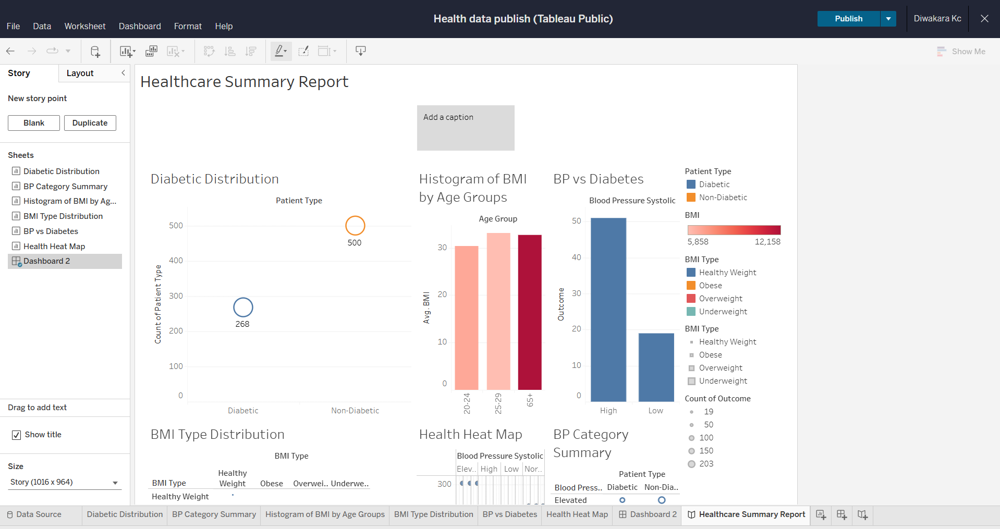 Health data publish (Tableau Public)
File Data Worksheet Dashboard Format Help
Publish
Diwakara Kc
Show Me
Story
Layout
New story point
Blank
Duplicate
Sheets
Diabetic Distribution
BP Category Summary
Histogram of BMI by Ag...
BMI Type Distribution
BP vs Diabetes
Health Heat Map
Dashboard 2
Drag to add text
Show title
Size
Story (1016 x 964)
Healthcare Summary Report
Add a caption
Diabetic Distribution
Patient Type
Count of Patient Type
500
400
300
200
100
0
500
268
Diabetic
Non-Diabetic
Histogram of BMI
by Age Groups
Age Group
Avg. BMI
30
20
10
0
20-24
25-29
65+
BP vs Diabetes
Blood Pressure Systolic
Outcome
50
40
30
20
10
0
High
Low
Patient Type
Diabetic
Non-Diabetic
BMI
5,858
12,158
BMI Type
Healthy Weight
Obese
Overweight
Underweight
BMI Type
Healthy Weight
Obese
Overweight
Underweight
Count of Outcome
19
50
100
150
203
BMI Type Distribution
BMI Type
BMI Type
Healthy
Weight
Obese
Overwei..
Underwe..
Healthy Weight
Health Heat Map
Blood Pressure Systolic
Elev..
High
Low
Nor..
300
BP Category
Summary
Patient Type
Blood Press..
Diabetic
Non-Dia..
Elevated
Data Source
Diabetic Distribution
BP Category Summary
Histogram of BMI by Age Groups
BMI Type Distribution
BP vs Diabetes
Health Heat Map
Dashboard 2
Healthcare Summary Report